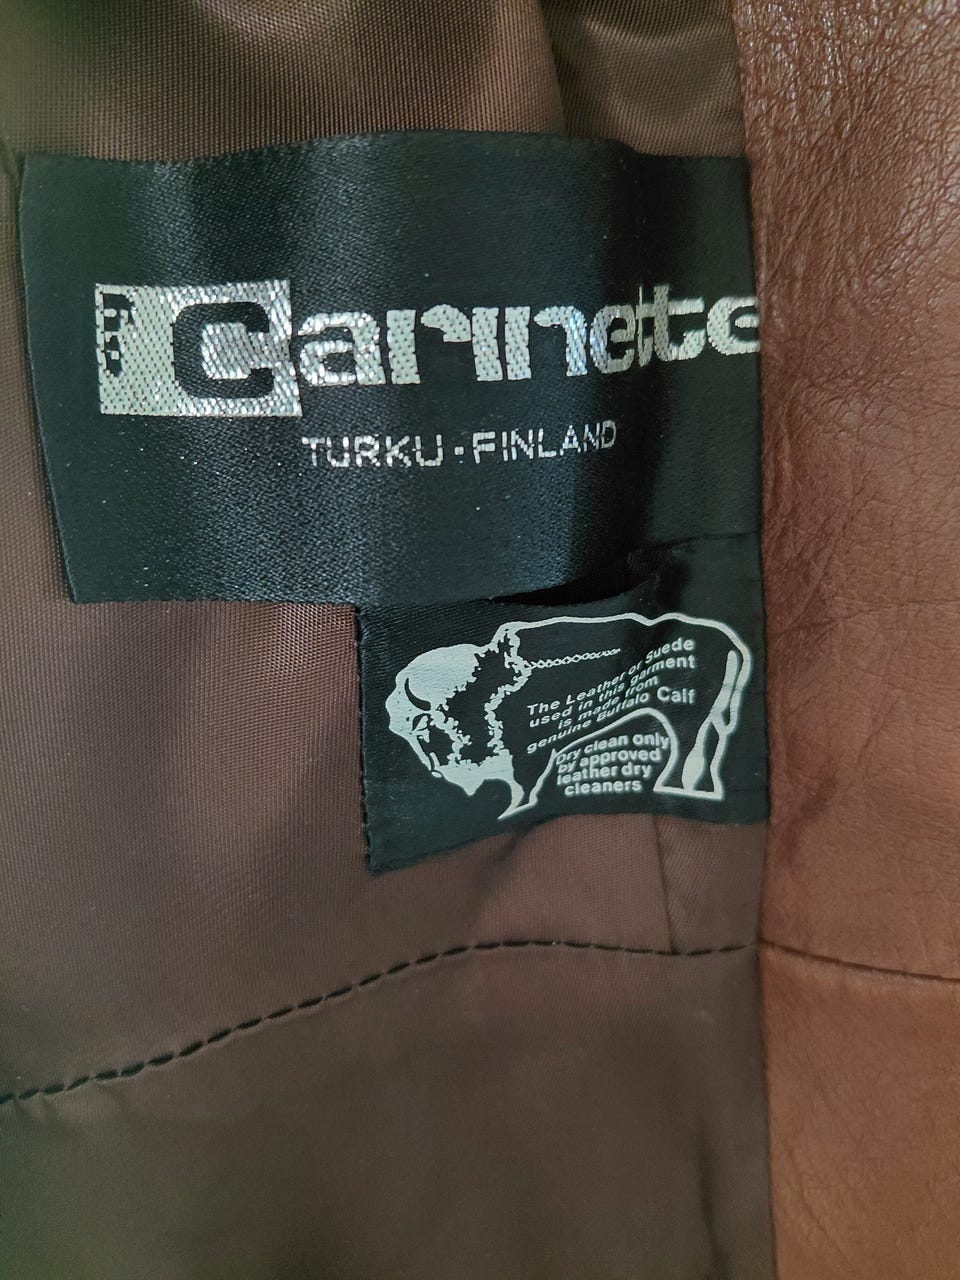 by
Carinette
TURKU - FINLAND
The Leather or Suede
used in this garment
is made from
genuine Buffalo Calf
Dry clean only
by approved
leather dry
cleaners